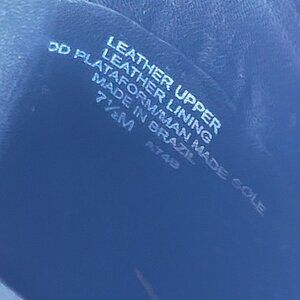 LEATHER UPPER
LEATHER LINING
OD PLATAFORM/MAN MADE SOLE
MADE IN BRAZIL
7½M